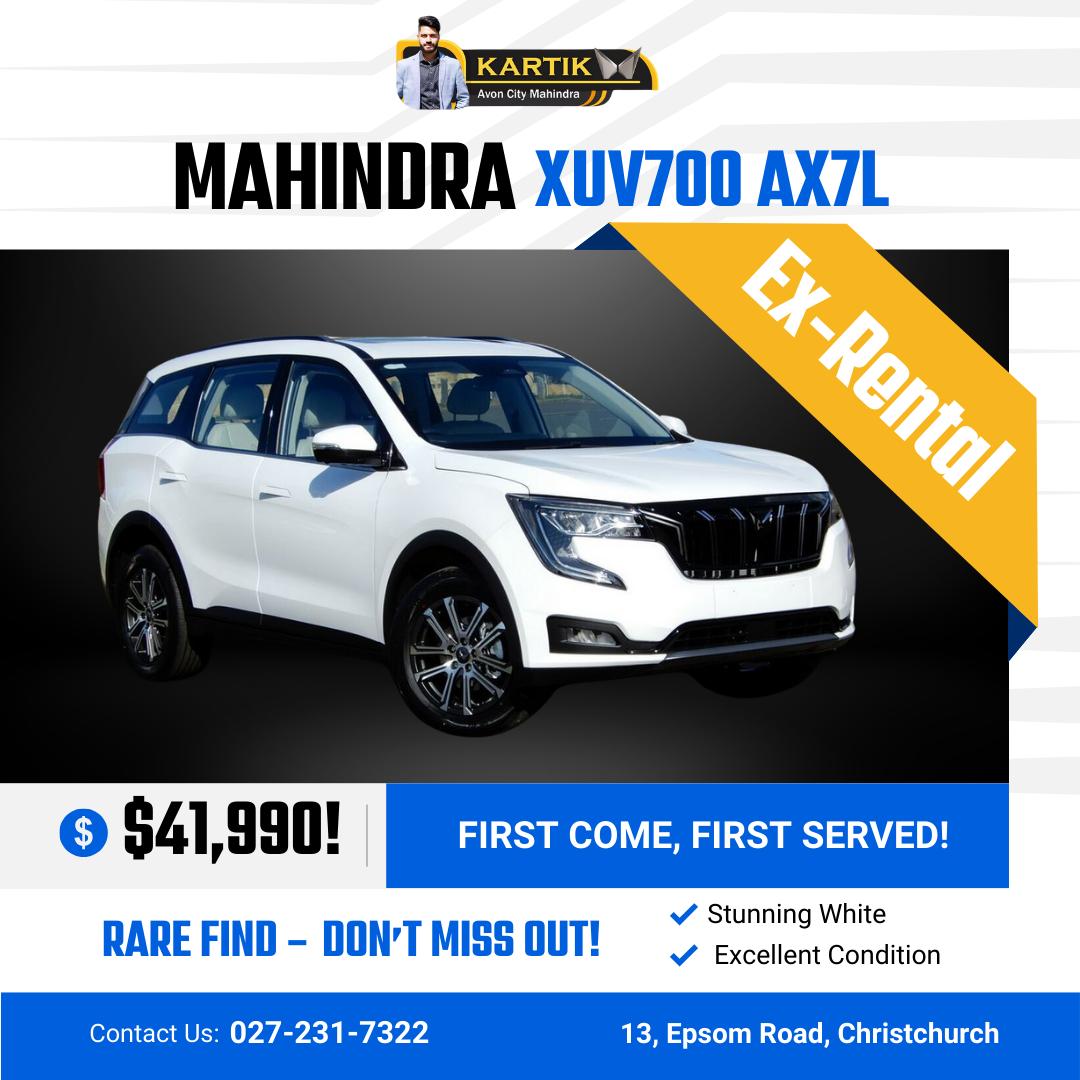 KARTIK
Avon City Mahindra
MAHINDRA XUV700 AX7L
Ex-Rental
$ $41,990!
FIRST COME, FIRST SERVED!
RARE FIND – DON'T MISS OUT!
Stunning White
Excellent Condition
Contact Us: 027-231-7322
13, Epsom Road, Christchurch